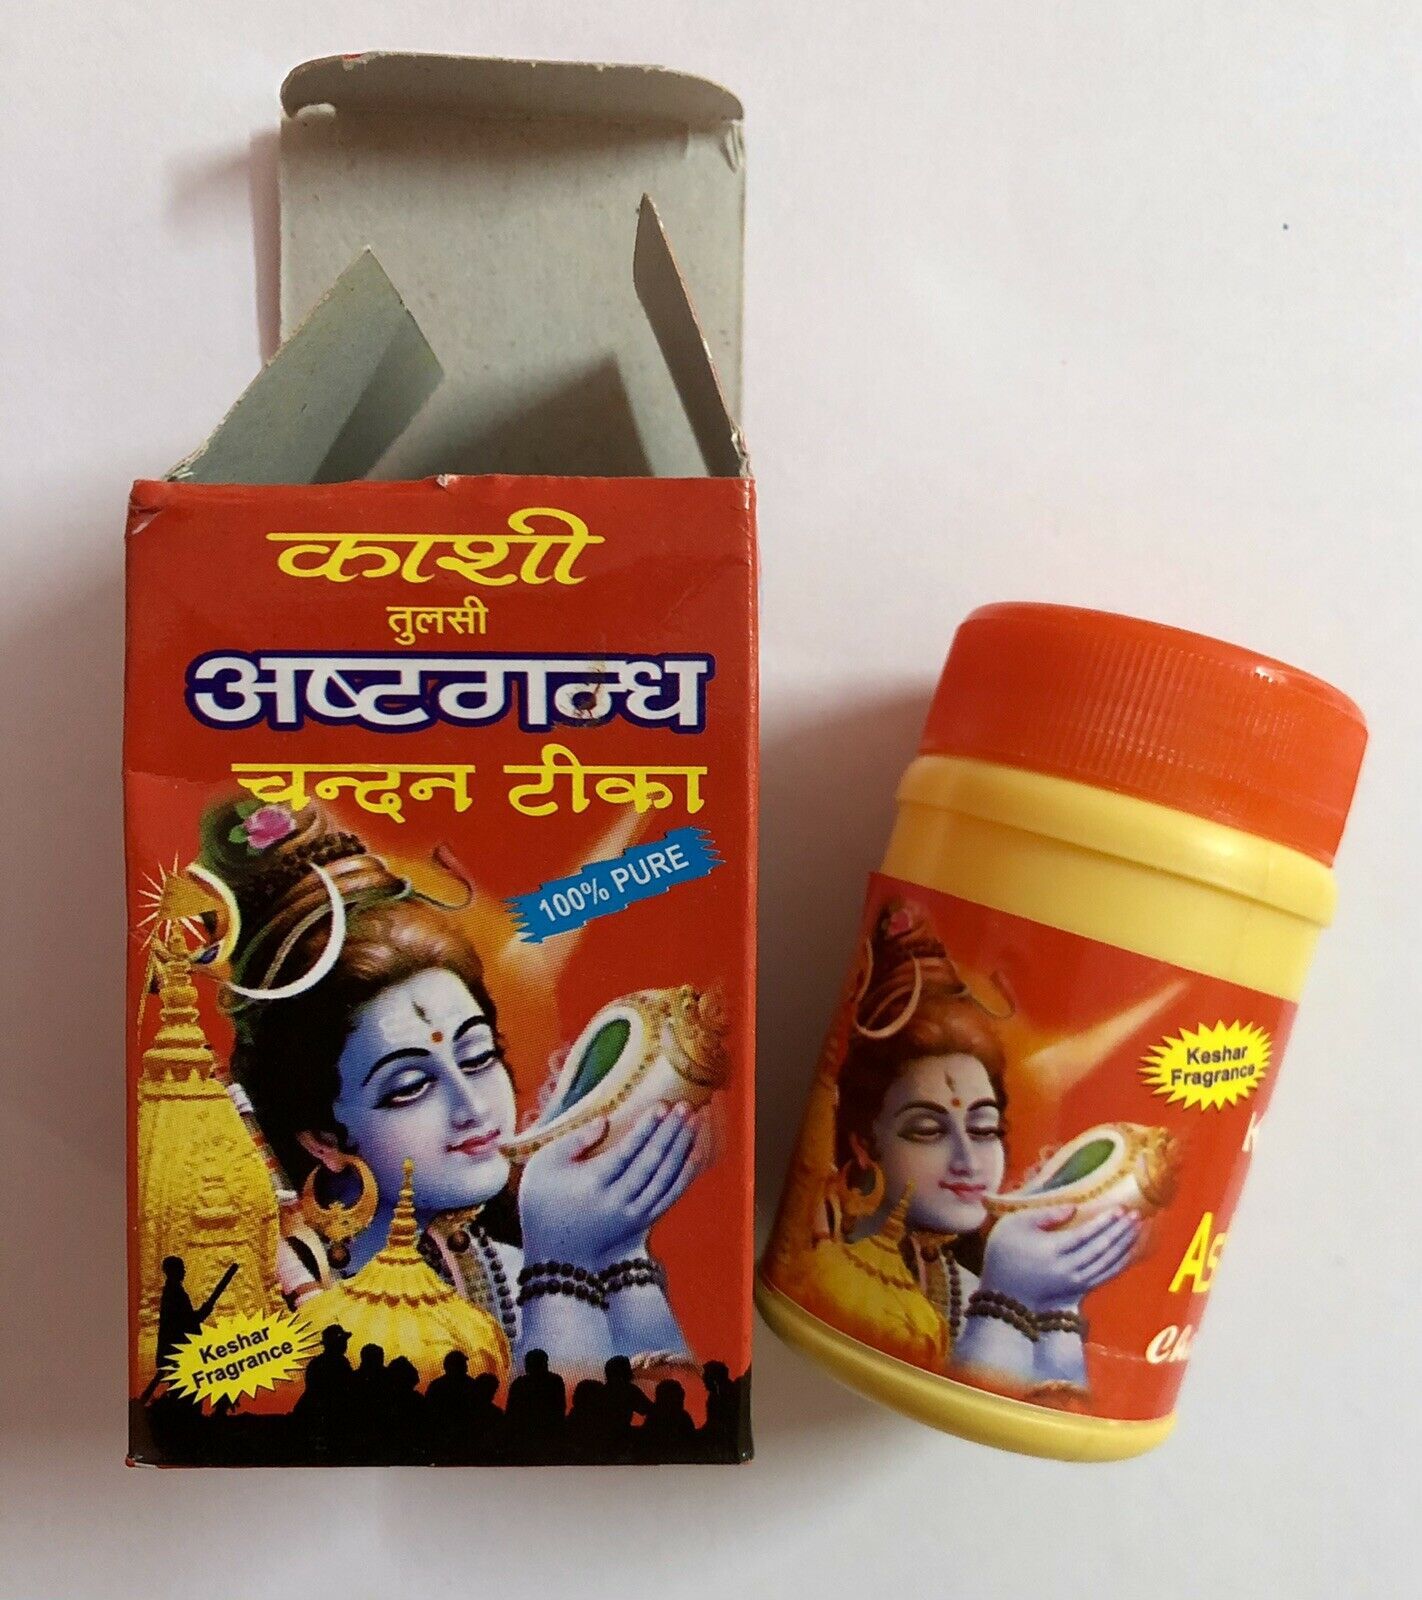 काशी
तुलसी
अष्टगन्ध
चन्दन टीका
100% PURE
Keshar
Fragrance
Keshar
Fragrance